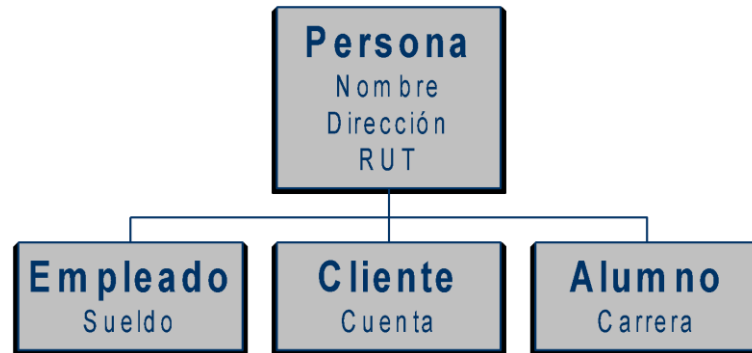 Persona
Nombre
Dirección
RUT
Empleado
Sueldo
Cliente
Cuenta
Alumno
Carrera